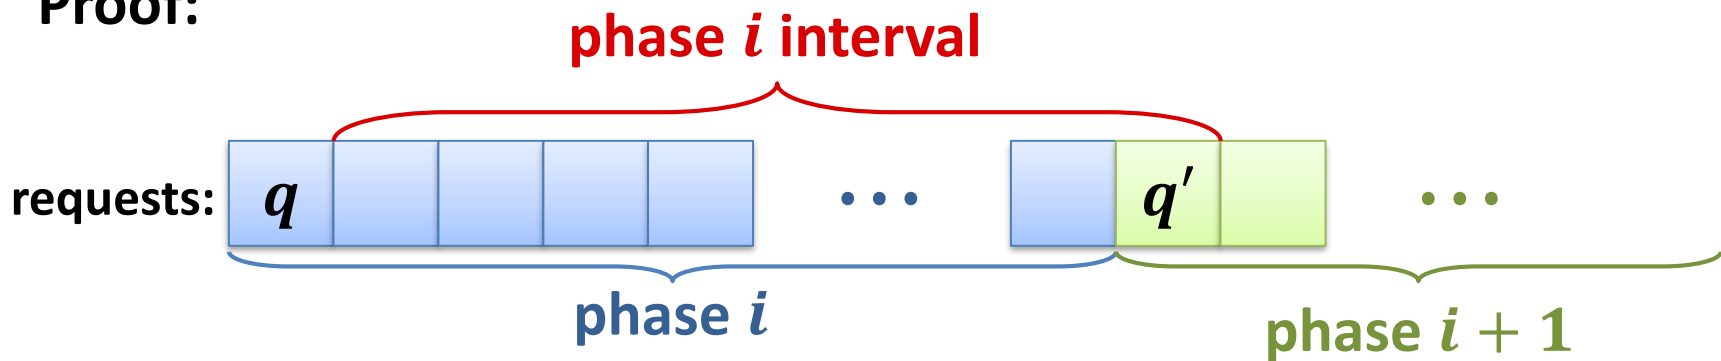 Proof:
phase i interval
requests: q ... q′ ...
phase i
phase i + 1